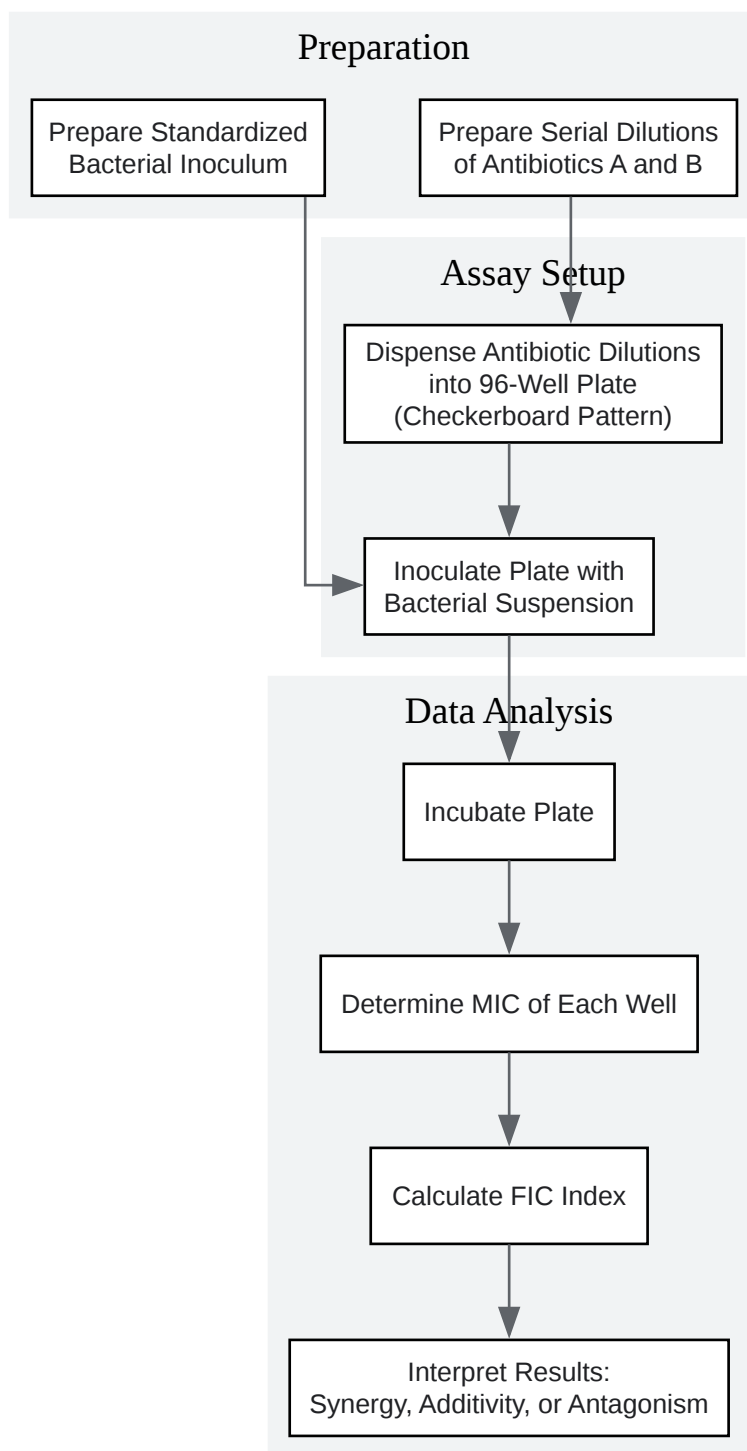 Preparation
Prepare Standardized
Bacterial Inoculum
Prepare Serial Dilutions
of Antibiotics A and B
Assay Setup
Dispense Antibiotic Dilutions
into 96-Well Plate
(Checkerboard Pattern)
Inoculate Plate with
Bacterial Suspension
Data Analysis
Incubate Plate
Determine MIC of Each Well
Calculate FIC Index
Interpret Results:
Synergy, Additivity, or Antagonism